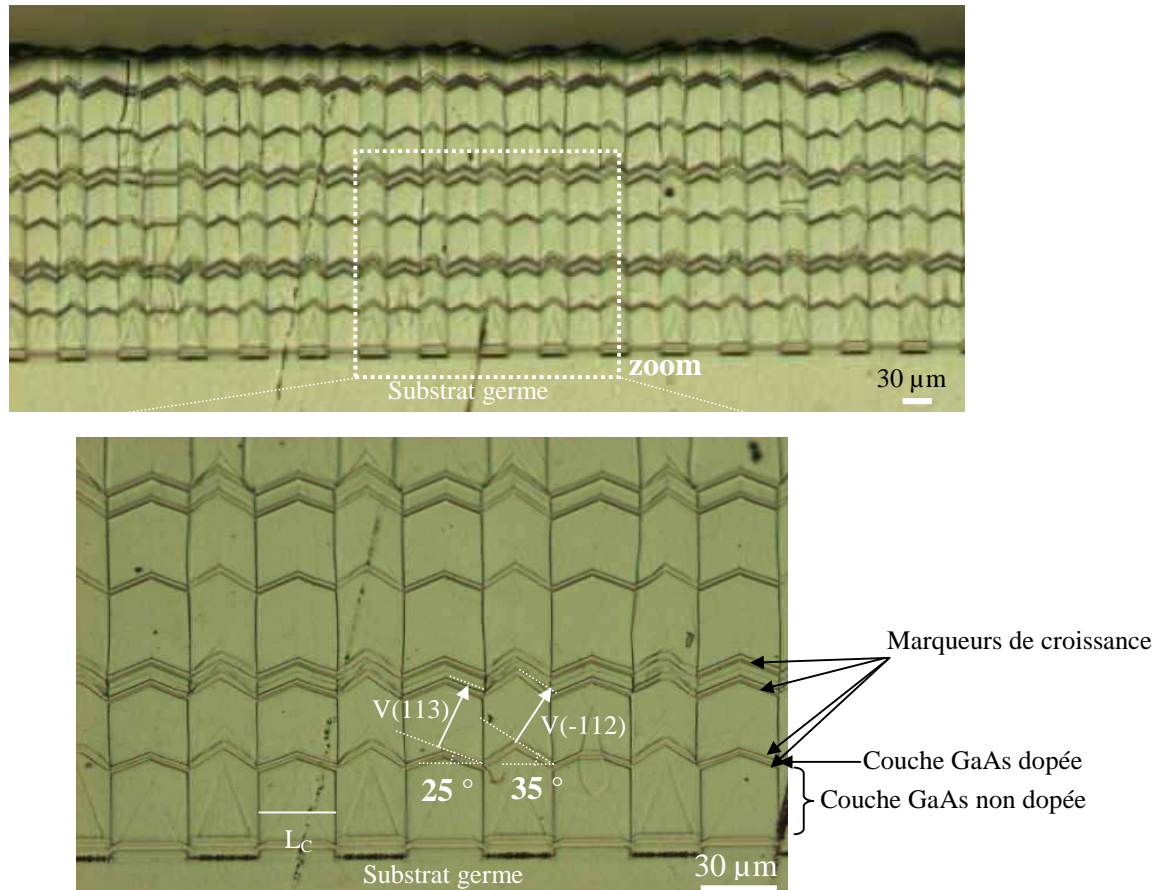 zoom
Substrat germe
30 µm
Marqueurs de croissance
V(113)
V(-112)
Couche GaAs dopée
25 °
35 °
Couche GaAs non dopée
L_C
Substrat germe
30 µm